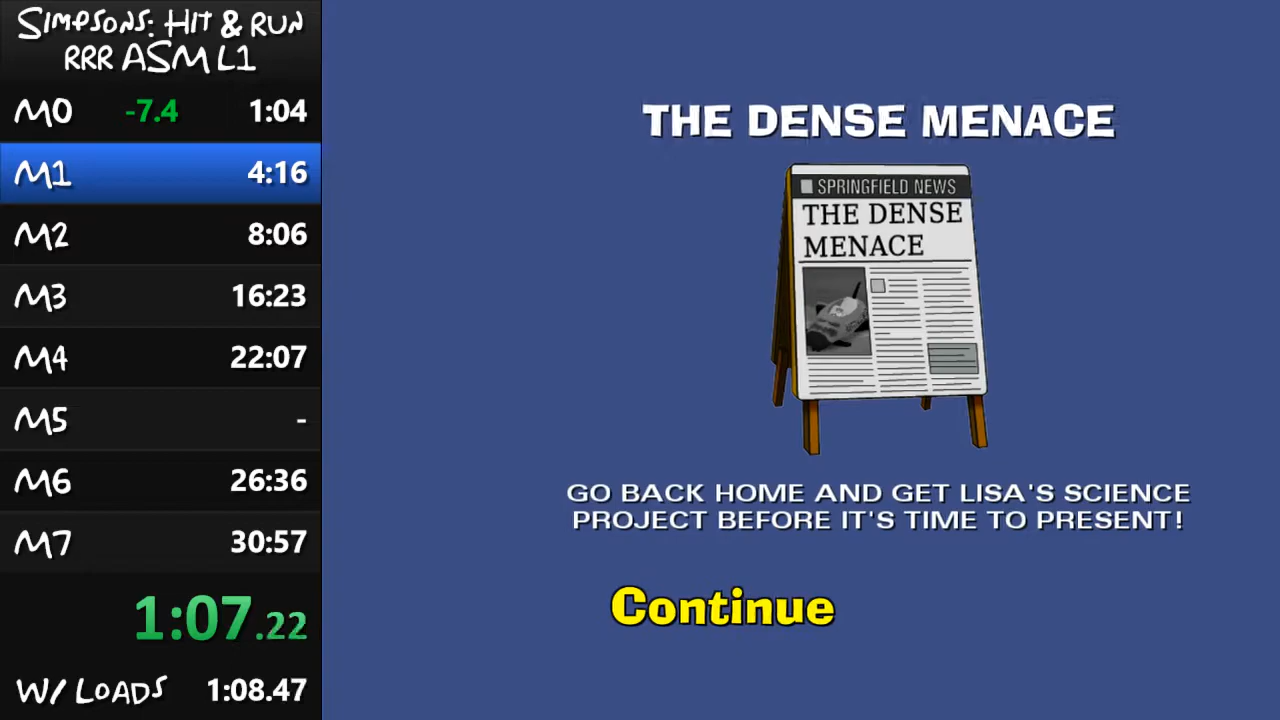 SIMPSONS: HIT & RUN
RRR ASM L1
M0 -7.4 1:04
M1 4:16
M2 8:06
M3 16:23
M4 22:07
M5 -
M6 26:36
M7 30:57
1:07.22
W/ LOADS 1:08.47
THE DENSE MENACE
SPRINGFIELD NEWS
THE DENSE
MENACE
GO BACK HOME AND GET LISA'S SCIENCE
PROJECT BEFORE IT'S TIME TO PRESENT!
Continue